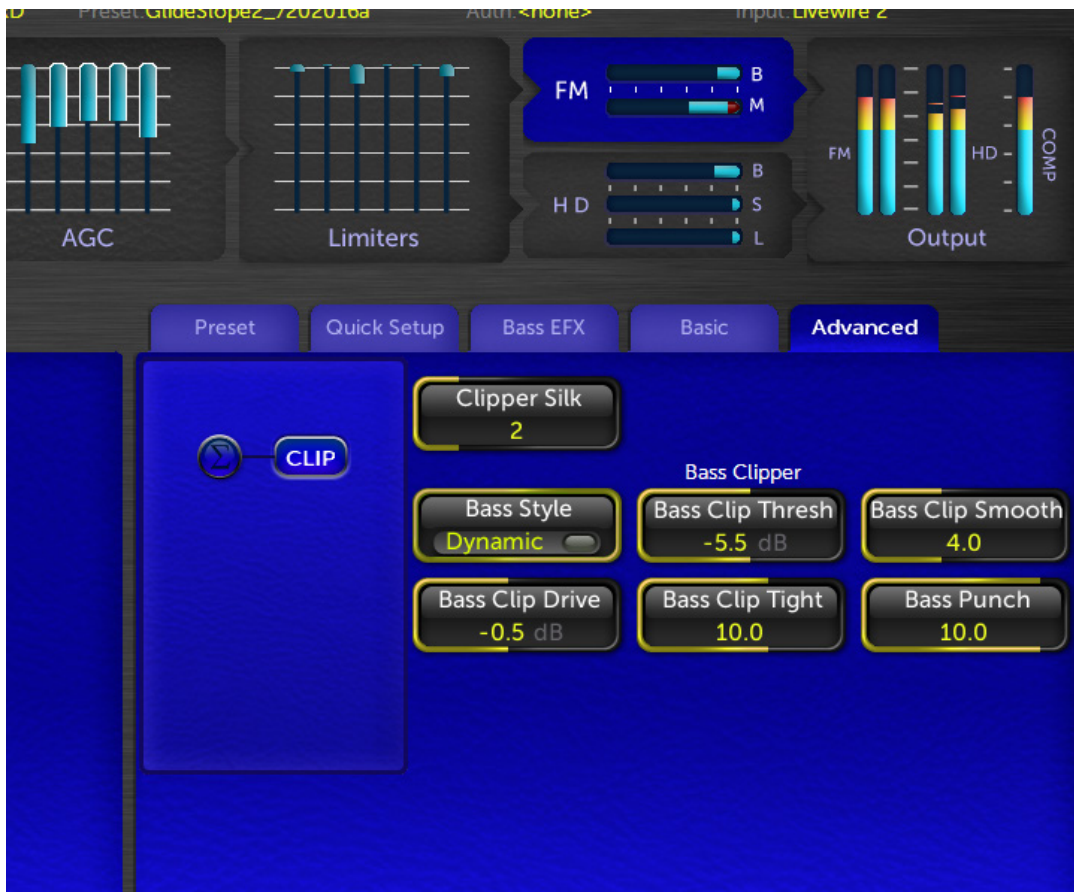 Preset:GlideSlope2_7202016a Auth:<none> Input:Livewire 2
FM
B
M
FM
HD
COMP
HD
B
S
L
AGC
Limiters
Output
Preset
Quick Setup
Bass EFX
Basic
Advanced
Clipper Silk
2
Σ
CLIP
Bass Clipper
Bass Style
Dynamic
Bass Clip Thresh
-5.5 dB
Bass Clip Smooth
4.0
Bass Clip Drive
-0.5 dB
Bass Clip Tight
10.0
Bass Punch
10.0